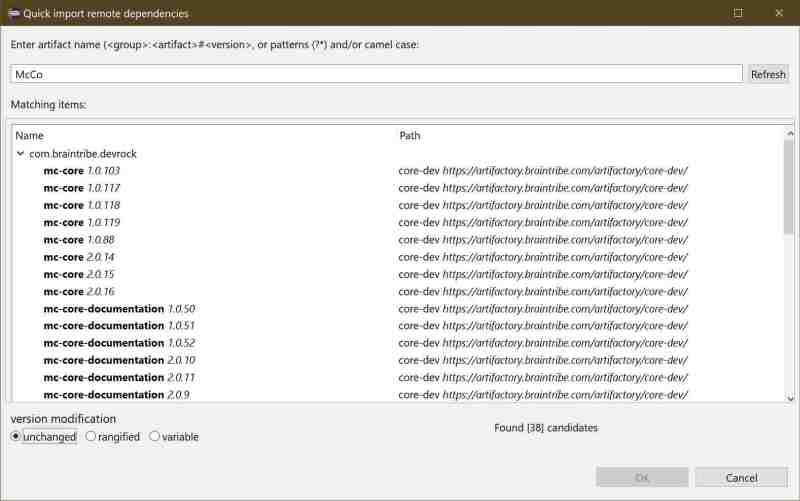 Quick import remote dependencies
Enter artifact name (<group>:<artifact>#<version>, or patterns (?*) and/or camel case:
McCo Refresh
Matching items:
Name Path
com.braintribe.devrock
mc-core 1.0.103 core-dev https://artifactory.braintribe.com/artifactory/core-dev/
mc-core 1.0.117 core-dev https://artifactory.braintribe.com/artifactory/core-dev/
mc-core 1.0.118 core-dev https://artifactory.braintribe.com/artifactory/core-dev/
mc-core 1.0.119 core-dev https://artifactory.braintribe.com/artifactory/core-dev/
mc-core 1.0.88 core-dev https://artifactory.braintribe.com/artifactory/core-dev/
mc-core 2.0.14 core-dev https://artifactory.braintribe.com/artifactory/core-dev/
mc-core 2.0.15 core-dev https://artifactory.braintribe.com/artifactory/core-dev/
mc-core 2.0.16 core-dev https://artifactory.braintribe.com/artifactory/core-dev/
mc-core-documentation 1.0.50 core-dev https://artifactory.braintribe.com/artifactory/core-dev/
mc-core-documentation 1.0.51 core-dev https://artifactory.braintribe.com/artifactory/core-dev/
mc-core-documentation 1.0.52 core-dev https://artifactory.braintribe.com/artifactory/core-dev/
mc-core-documentation 2.0.10 core-dev https://artifactory.braintribe.com/artifactory/core-dev/
mc-core-documentation 2.0.11 core-dev https://artifactory.braintribe.com/artifactory/core-dev/
mc-core-documentation 2.0.9 core-dev https://artifactory.braintribe.com/artifactory/core-dev/
version modification
unchanged rangified variable
Found [38] candidates
OK Cancel